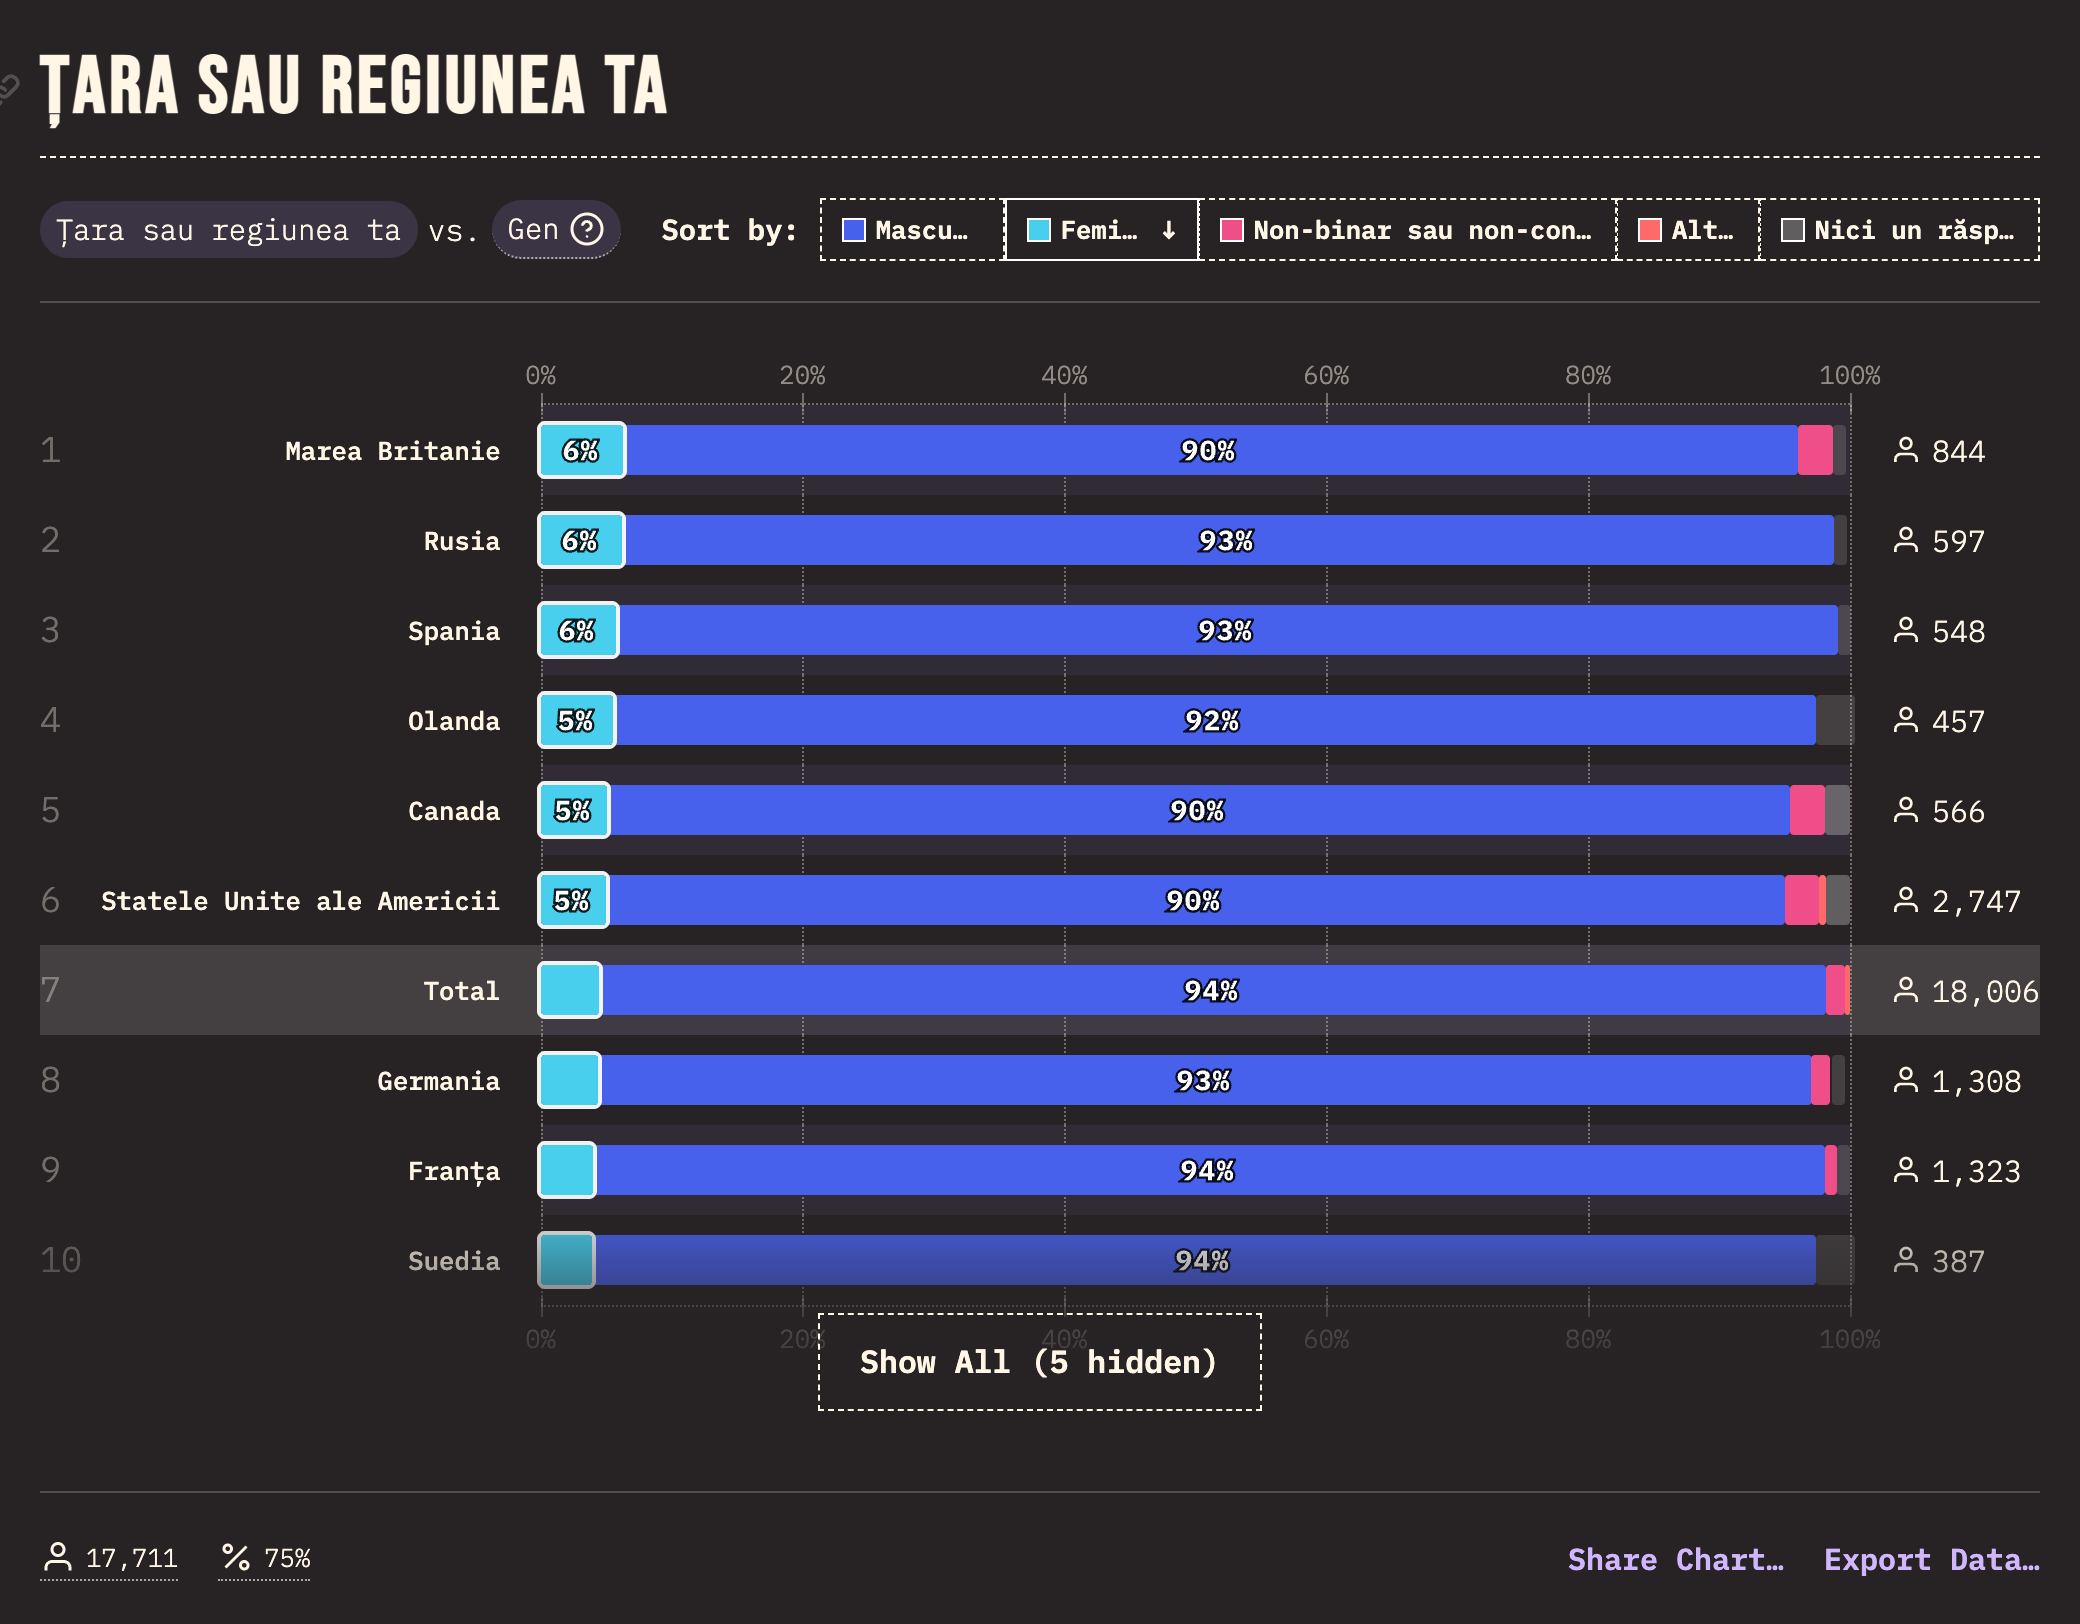 ȚARA SAU REGIUNEA TA
Țara sau regiunea ta vs. Gen ? Sort by: Mascu… Femi… ↓ Non-binar sau non-con… Alt… Nici un răsp…
0% 20% 40% 60% 80% 100%
1 Marea Britanie 6% 90% 844
2 Rusia 6% 93% 597
3 Spania 6% 93% 548
4 Olanda 5% 92% 457
5 Canada 5% 90% 566
6 Statele Unite ale Americii 5% 90% 2,747
7 Total 94% 18,006
8 Germania 93% 1,308
9 Franța 94% 1,323
10 Suedia 94% 387
0% 20% 40% 60% 80% 100%
Show All (5 hidden)
17,711 % 75% Share Chart… Export Data…